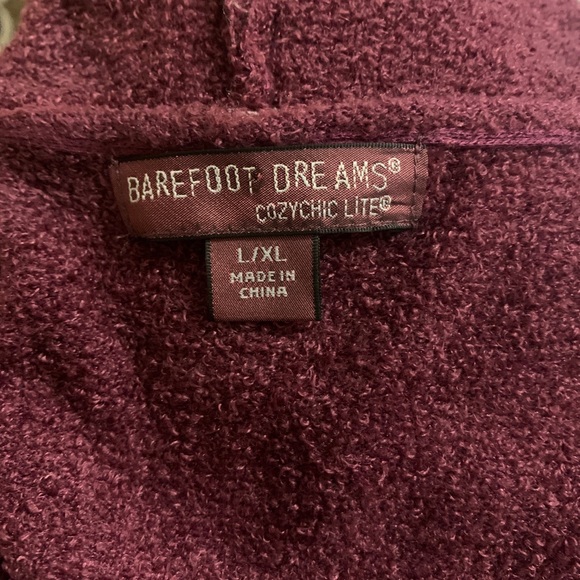 BAREFOOT DREAMS®
COZYCHIC LITE®
L/XL
MADE IN
CHINA